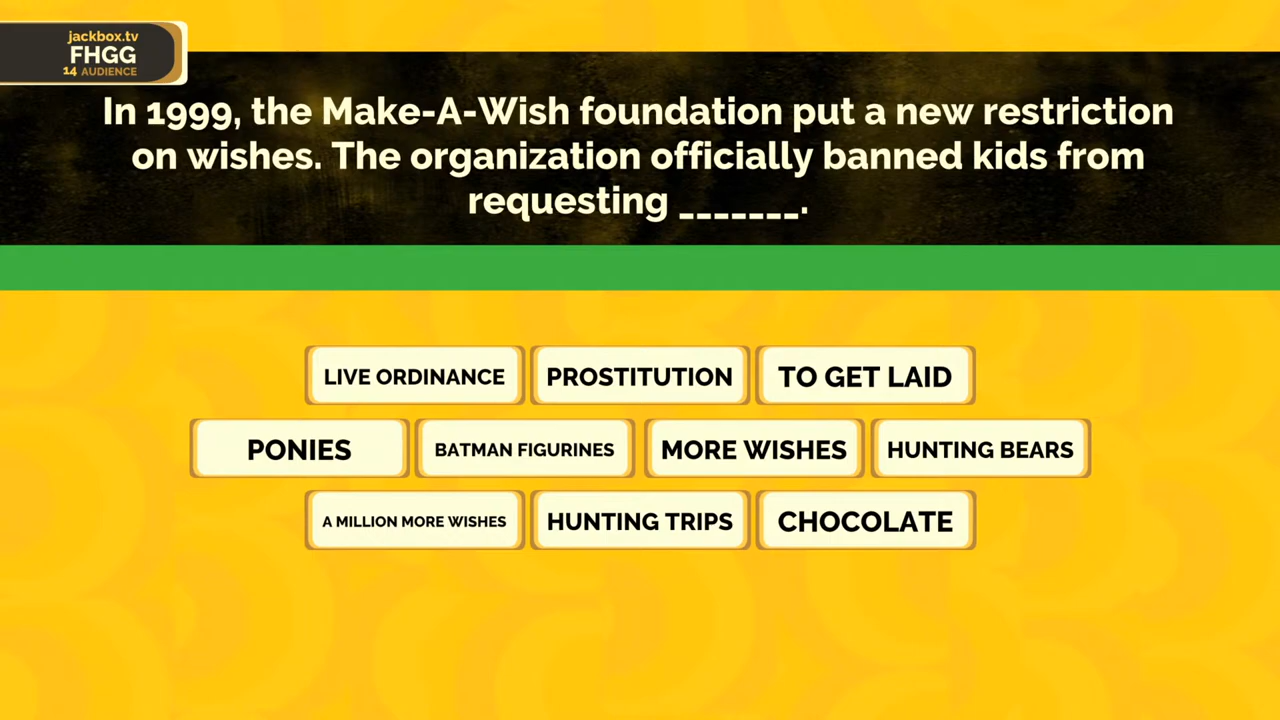 jackbox.tv
FHGG
14 AUDIENCE
In 1999, the Make-A-Wish foundation put a new restriction
on wishes. The organization officially banned kids from
requesting _______.
LIVE ORDINANCE
PROSTITUTION
TO GET LAID
PONIES
BATMAN FIGURINES
MORE WISHES
HUNTING BEARS
A MILLION MORE WISHES
HUNTING TRIPS
CHOCOLATE